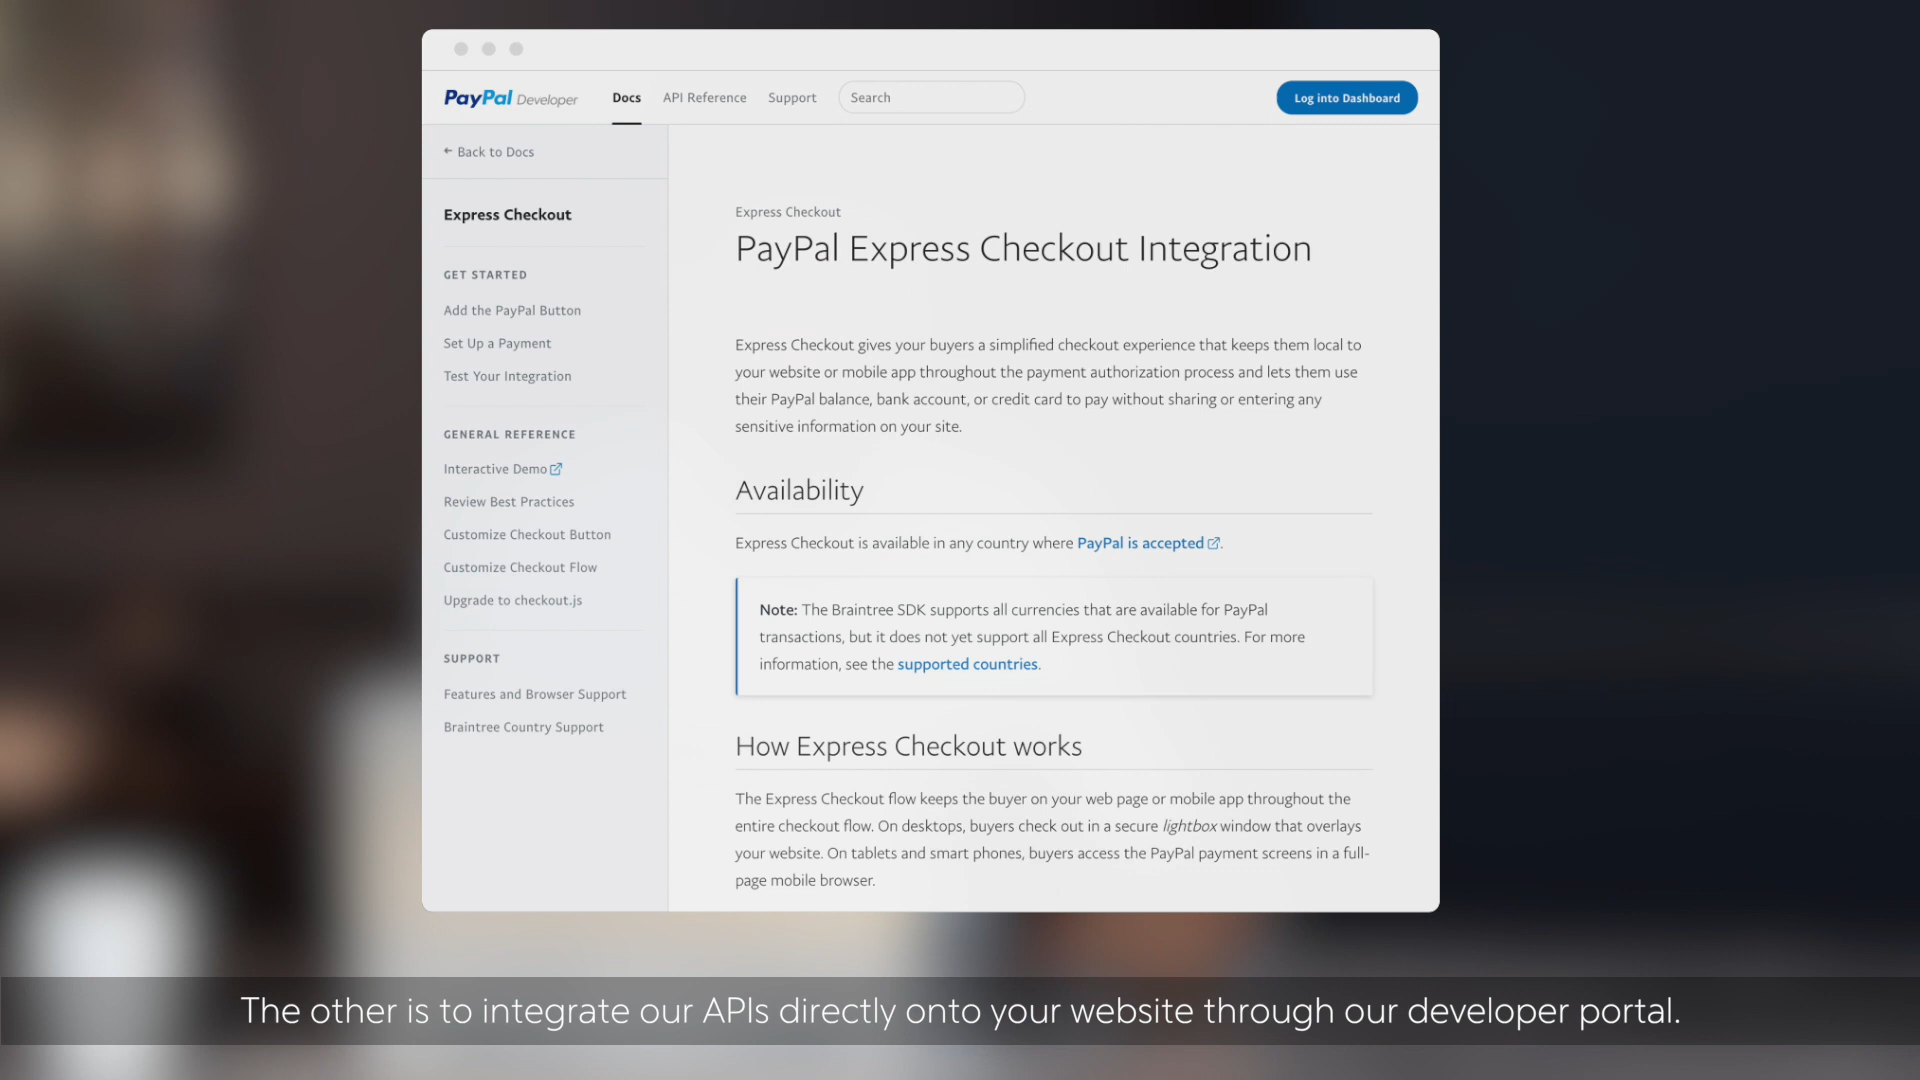 PayPal Developer
Docs
API Reference
Support
Search
Log into Dashboard
← Back to Docs
Express Checkout
GET STARTED
Add the PayPal Button
Set Up a Payment
Test Your Integration
GENERAL REFERENCE
Interactive Demo
Review Best Practices
Customize Checkout Button
Customize Checkout Flow
Upgrade to checkout.js
SUPPORT
Features and Browser Support
Braintree Country Support
Express Checkout
PayPal Express Checkout Integration
Express Checkout gives your buyers a simplified checkout experience that keeps them local to
your website or mobile app throughout the payment authorization process and lets them use
their PayPal balance, bank account, or credit card to pay without sharing or entering any
sensitive information on your site.
Availability
Express Checkout is available in any country where PayPal is accepted.
Note: The Braintree SDK supports all currencies that are available for PayPal
transactions, but it does not yet support all Express Checkout countries. For more
information, see the supported countries.
How Express Checkout works
The Express Checkout flow keeps the buyer on your web page or mobile app throughout the
entire checkout flow. On desktops, buyers check out in a secure lightbox window that overlays
your website. On tablets and smart phones, buyers access the PayPal payment screens in a full-
page mobile browser.
The other is to integrate our APIs directly onto your website through our developer portal.